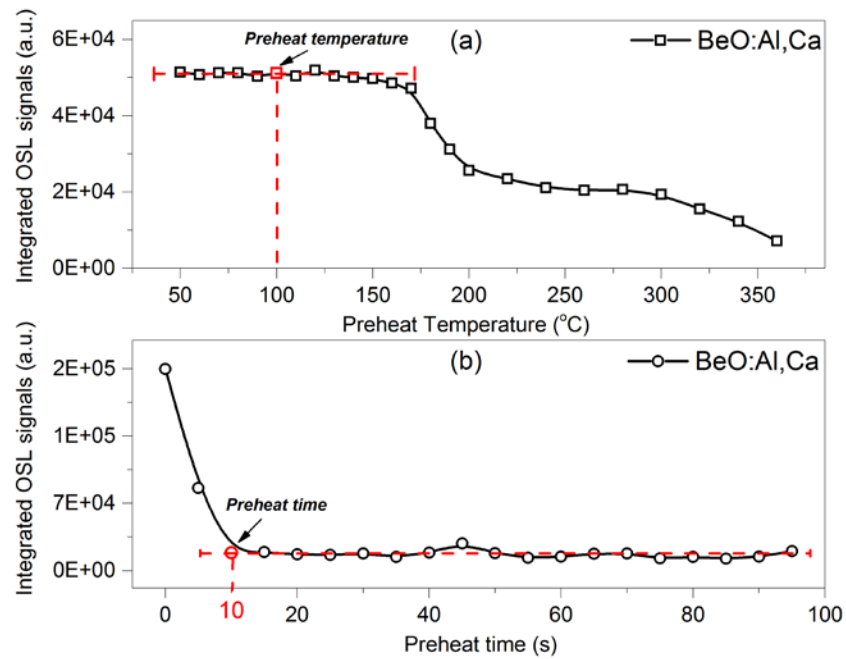 (a)
BeO:Al,Ca
Preheat temperature
Integrated OSL signals (a.u.)
6E+04
4E+04
2E+04
0E+00
50 100 150 200 250 300 350
Preheat Temperature (°C)
(b)
BeO:Al,Ca
Preheat time
Integrated OSL signals (a.u.)
2E+05
1E+05
7E+04
0E+00
0 10 20 40 60 80 100
Preheat time (s)